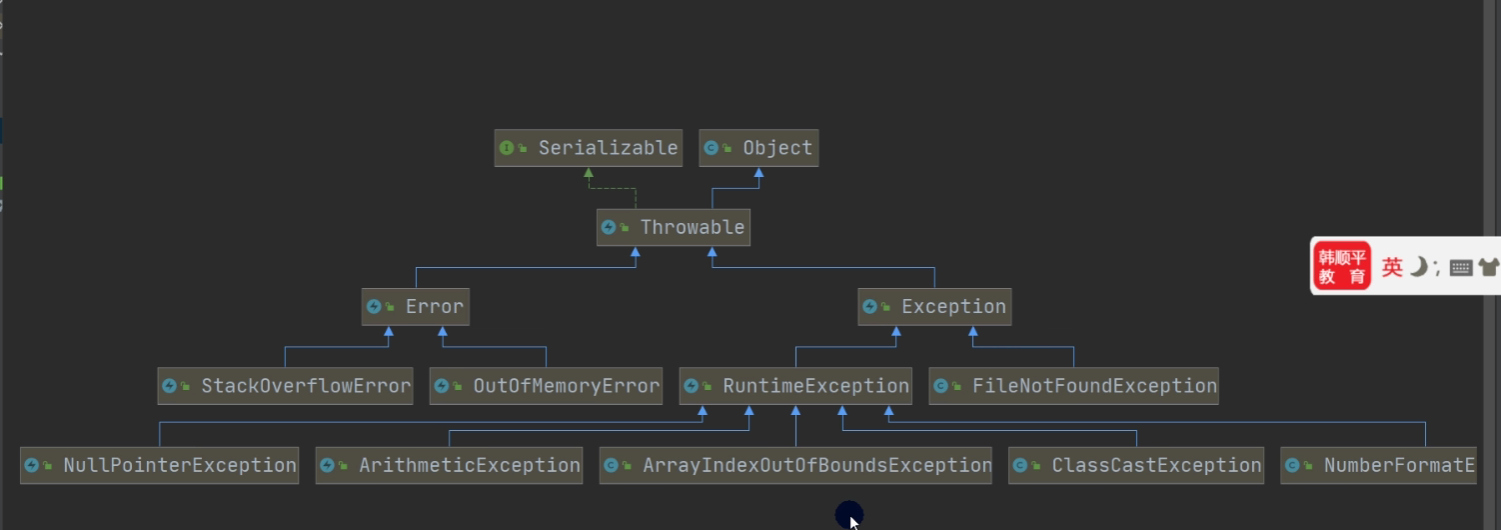 Serializable
Object
Throwable
Error
Exception
StackOverflowError
OutOfMemoryError
RuntimeException
FileNotFoundException
NullPointerException
ArithmeticException
ArrayIndexOutOfBoundsException
ClassCastException
NumberFormatE
韩顺平
教 育
英